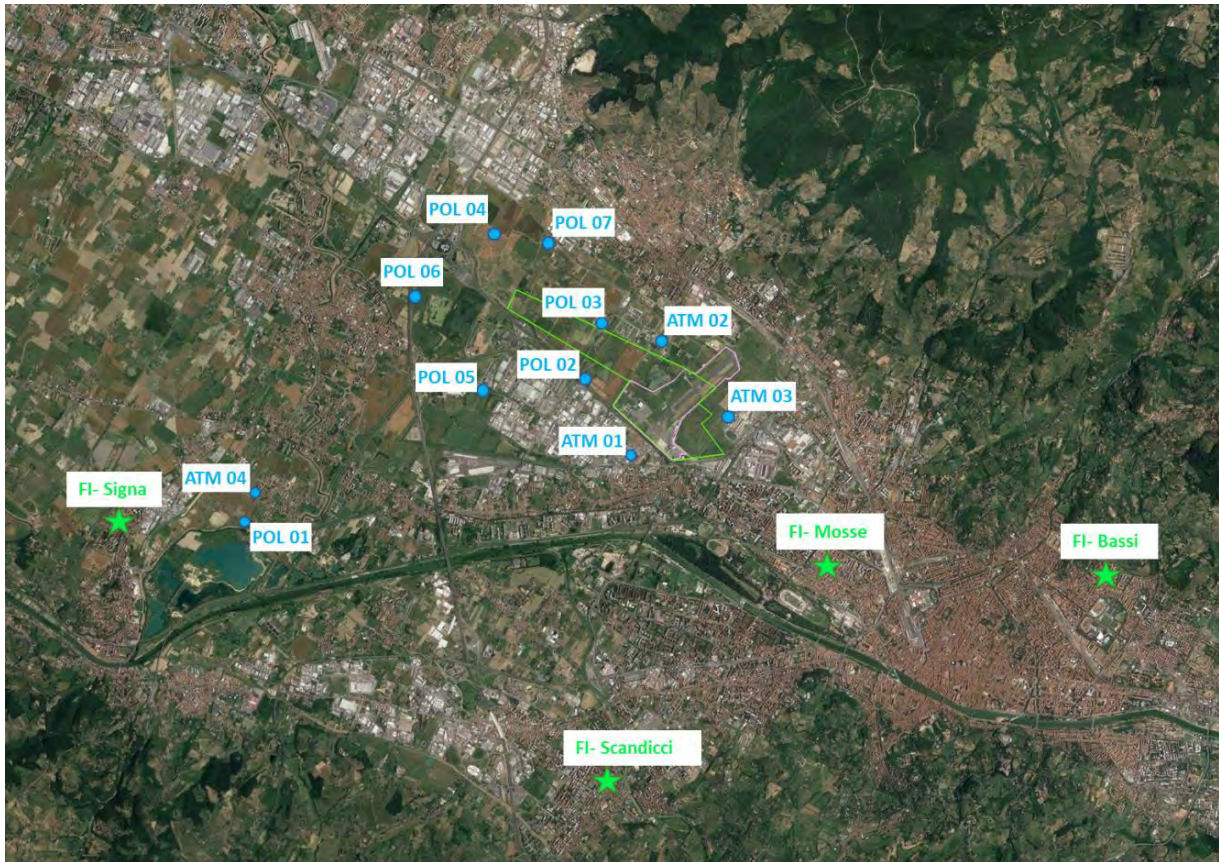 POL 04
POL 07
POL 06
POL 03
ATM 02
POL 02
POL 05
ATM 03
ATM 01
ATM 04
FI- Signa
POL 01
FI- Mosse
FI- Bassi
FI- Scandicci